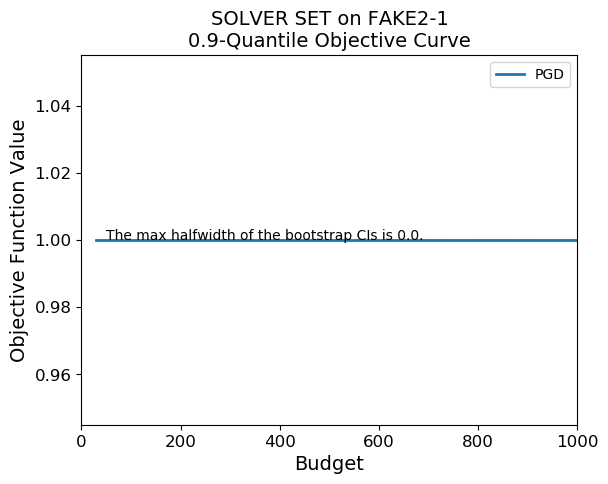 SOLVER SET on FAKE2-1
0.9-Quantile Objective Curve
PGD
Objective Function Value
1.04
1.02
1.00
0.98
0.96
The max halfwidth of the bootstrap CIs is 0.0.
0
200
400
600
800
1000
Budget